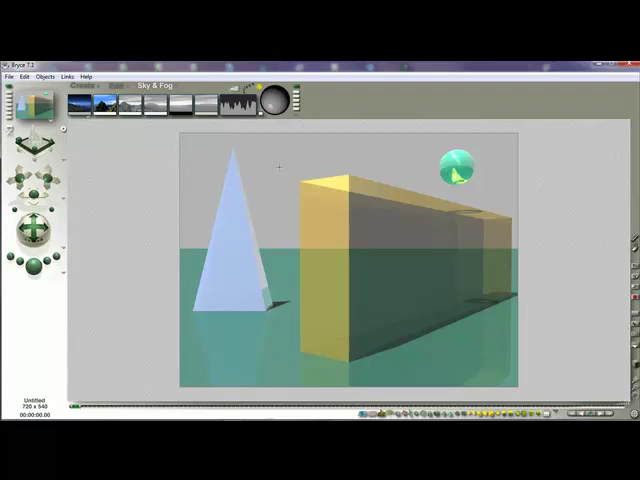 Bryce 7.1
File Edit Objects Links Help
Create Edit Sky & Fog
Untitled
720 x 540
00:00:00.00